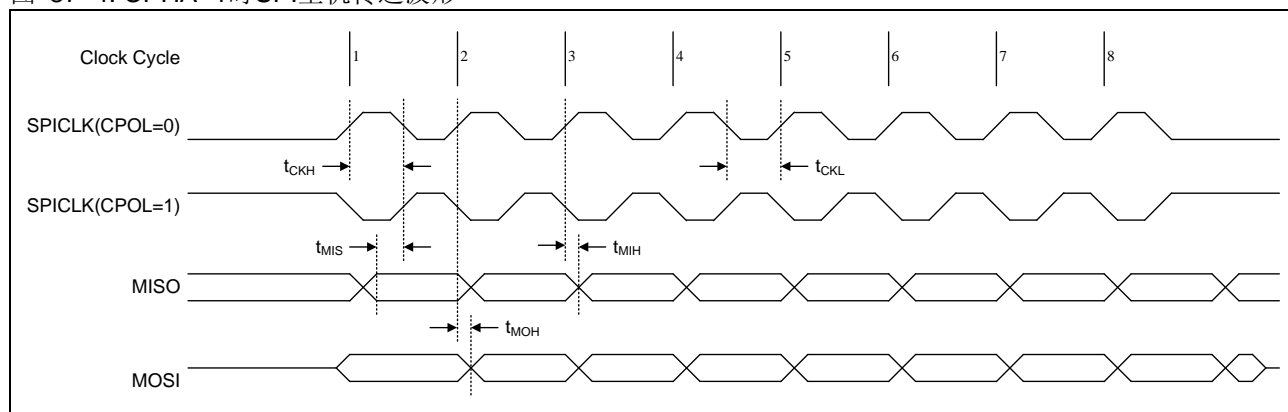 Clock Cycle
1 2 3 4 5 6 7 8
SPICLK(CPOL=0)
tCKH tCKL
SPICLK(CPOL=1)
tMIS tMIH
MISO
tMOH
MOSI